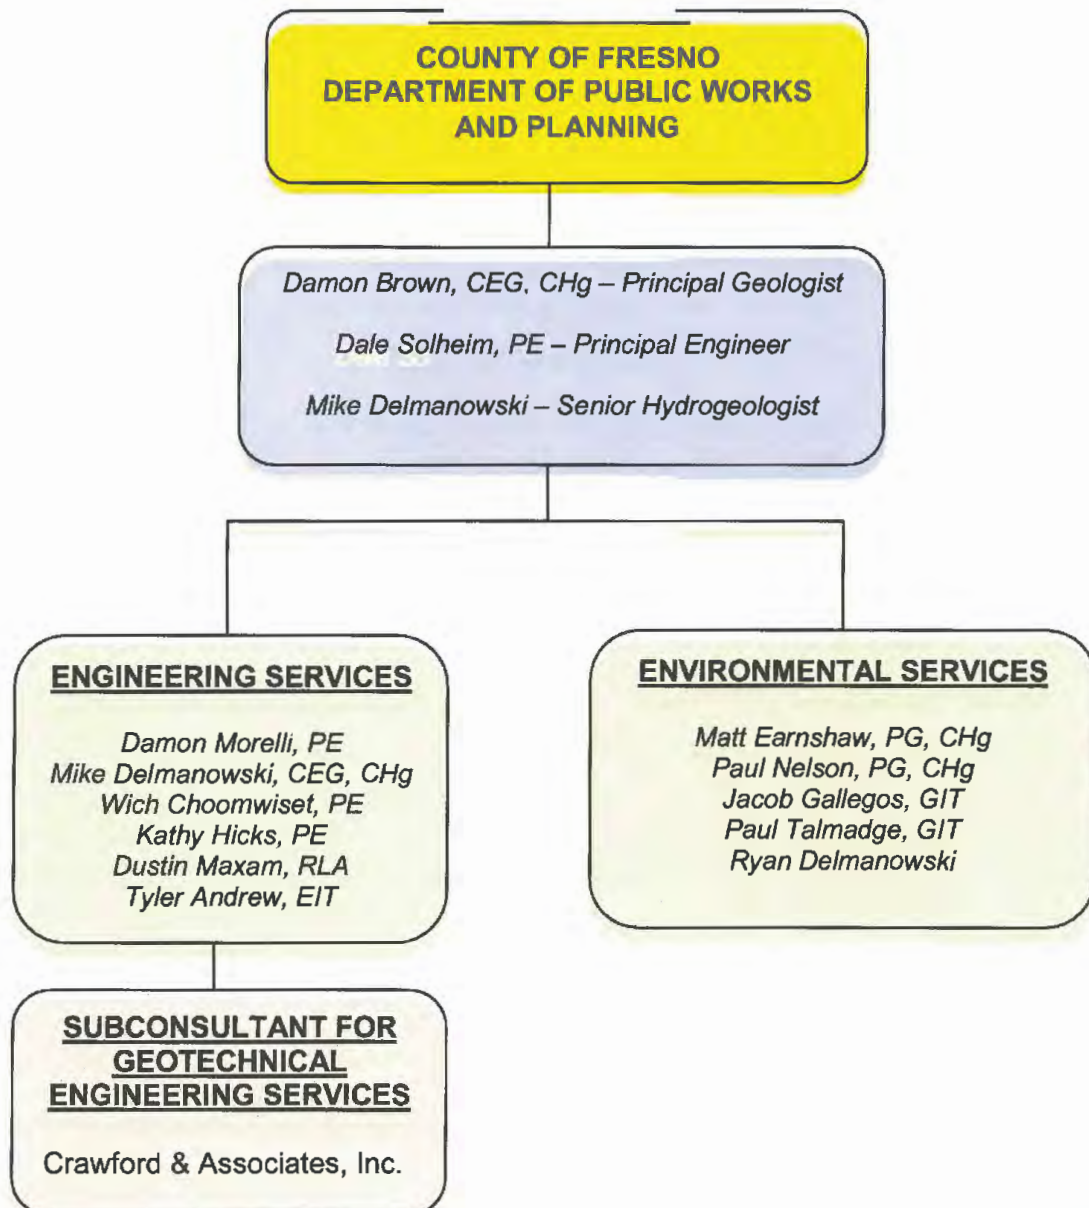 COUNTY OF FRESNO
DEPARTMENT OF PUBLIC WORKS
AND PLANNING
Damon Brown, CEG, CHg – Principal Geologist
Dale Solheim, PE – Principal Engineer
Mike Delmanowski – Senior Hydrogeologist
ENGINEERING SERVICES
Damon Morelli, PE
Mike Delmanowski, CEG, CHg
Wich Choomwiset, PE
Kathy Hicks, PE
Dustin Maxam, RLA
Tyler Andrew, EIT
ENVIRONMENTAL SERVICES
Matt Earnshaw, PG, CHg
Paul Nelson, PG, CHg
Jacob Gallegos, GIT
Paul Talmadge, GIT
Ryan Delmanowski
SUBCONSULTANT FOR
GEOTECHNICAL
ENGINEERING SERVICES
Crawford & Associates, Inc.